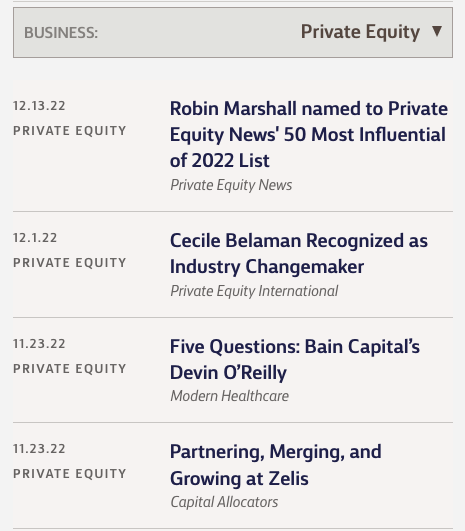 BUSINESS:
Private Equity ▼
12.13.22
PRIVATE EQUITY
Robin Marshall named to Private
Equity News' 50 Most Influential
of 2022 List
Private Equity News
12.1.22
PRIVATE EQUITY
Cecile Belaman Recognized as
Industry Changemaker
Private Equity International
11.23.22
PRIVATE EQUITY
Five Questions: Bain Capital’s
Devin O’Reilly
Modern Healthcare
11.23.22
PRIVATE EQUITY
Partnering, Merging, and
Growing at Zelis
Capital Allocators